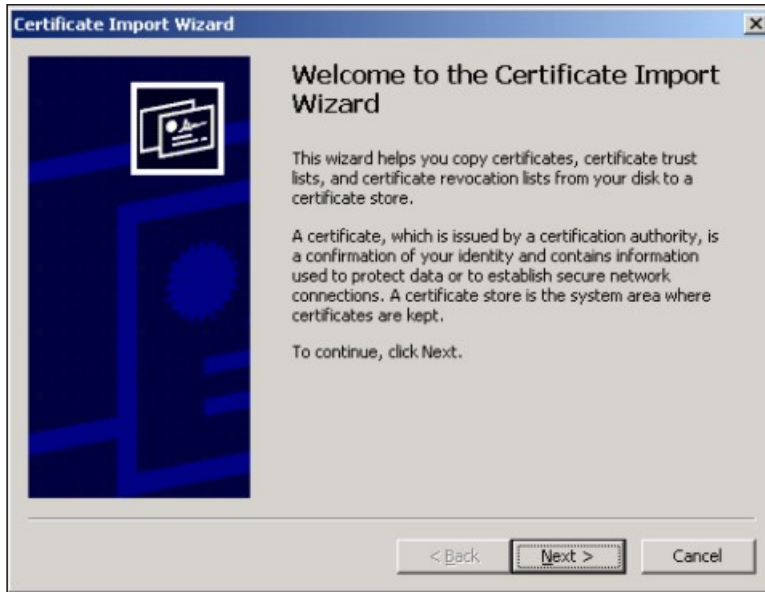 Certificate Import Wizard
Welcome to the Certificate Import
Wizard
This wizard helps you copy certificates, certificate trust
lists, and certificate revocation lists from your disk to a
certificate store.
A certificate, which is issued by a certification authority, is
a confirmation of your identity and contains information
used to protect data or to establish secure network
connections. A certificate store is the system area where
certificates are kept.
To continue, click Next.
< Back
Next >
Cancel